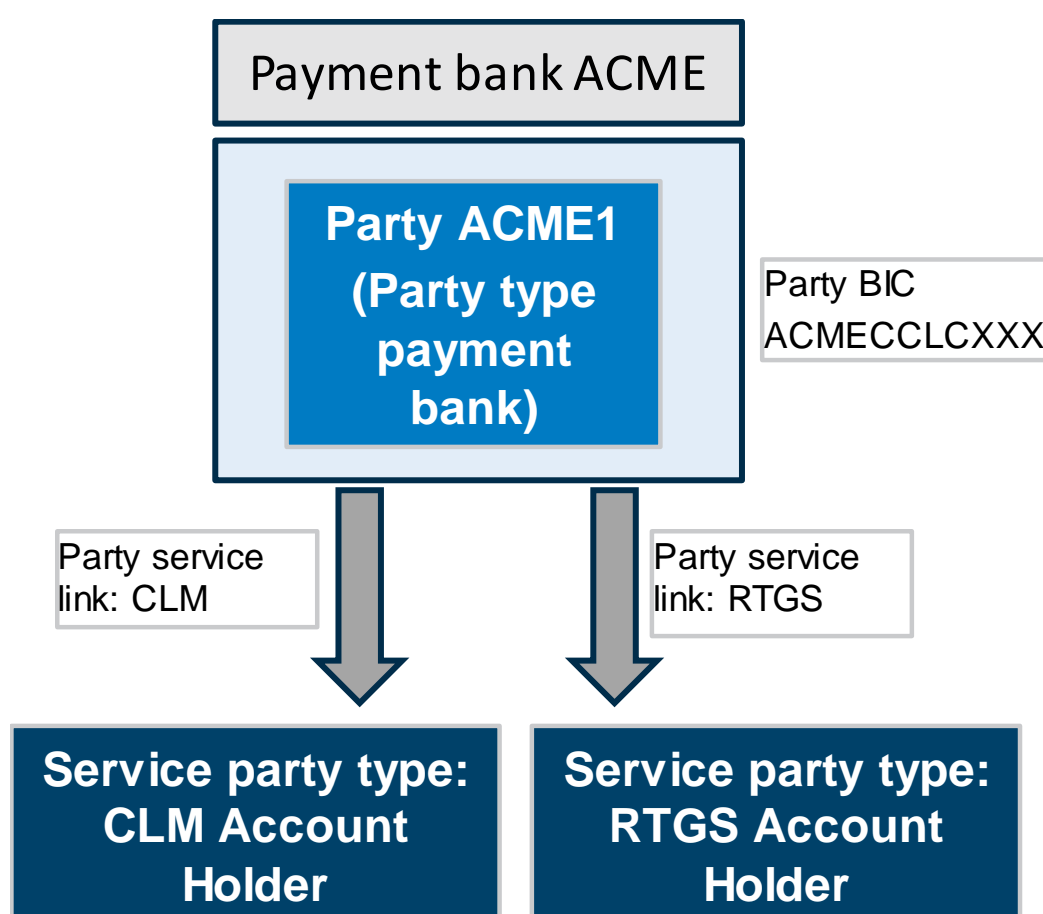 Payment bank ACME
Party ACME1
(Party type
payment
bank)
Party BIC
ACMECCLCXXX
Party service
link: CLM
Party service
link: RTGS
Service party type:
CLM Account
Holder
Service party type:
RTGS Account
Holder